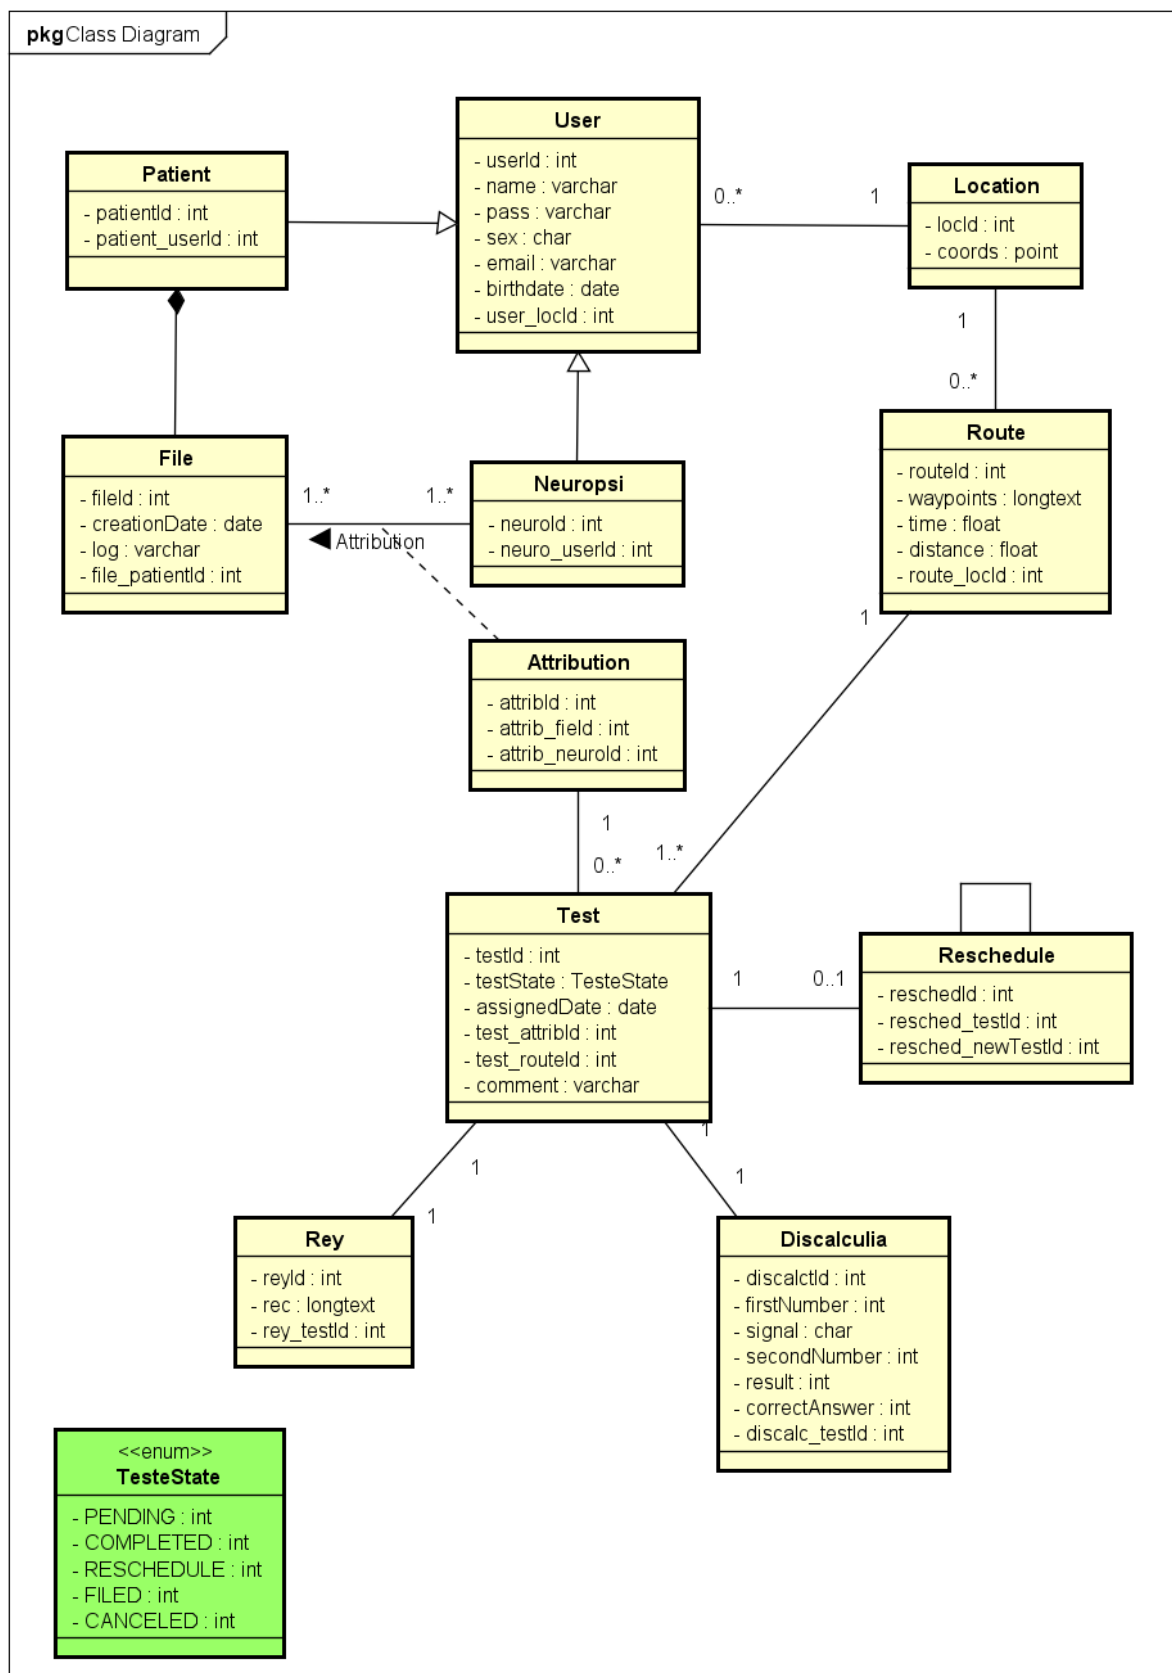 pkg Class Diagram
User
- userId : int
- name : varchar
- pass : varchar
- sex : char
- email : varchar
- birthdate : date
- user_locId : int
Patient
- patientId : int
- patient_userId : int
Location
- locId : int
- coords : point
0..*
1
1
0..*
File
- fileId : int
- creationDate : date
- log : varchar
- file_patientId : int
1..*
1..*
◀ Attribution
Neuropsi
- neuroId : int
- neuro_userId : int
Route
- routeId : int
- waypoints : longtext
- time : float
- distance : float
- route_locId : int
1
1..*
Attribution
- attribId : int
- attrib_fieId : int
- attrib_neuroId : int
1
0..*
Test
- testId : int
- testState : TesteState
- assignedDate : date
- test_attribId : int
- test_routeId : int
- comment : varchar
1
0..1
Reschedule
- reschedId : int
- resched_testId : int
- resched_newTestId : int
1
1
1
1
Rey
- reyId : int
- rec : longtext
- rey_testId : int
Discalculia
- discalctId : int
- firstNumber : int
- signal : char
- secondNumber : int
- result : int
- correctAnswer : int
- discalc_testId : int
<<enum>>
TesteState
- PENDING : int
- COMPLETED : int
- RESCHEDULE : int
- FILED : int
- CANCELED : int